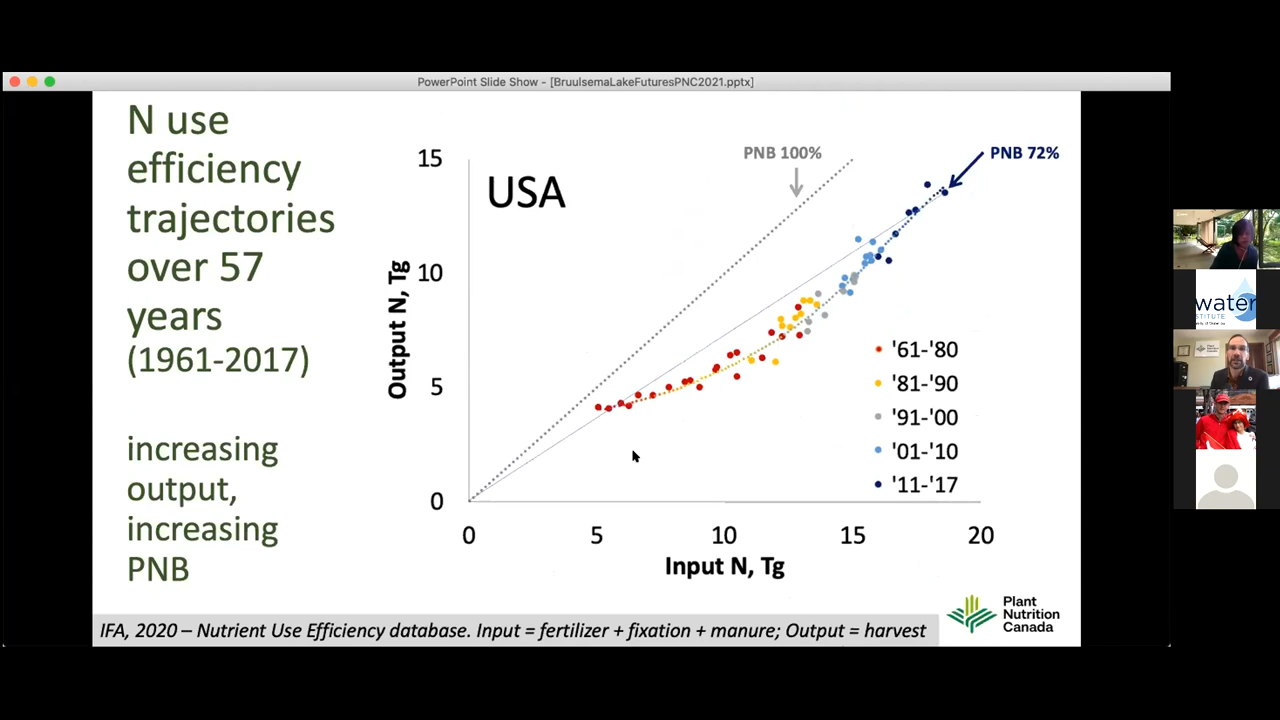 PowerPoint Slide Show - [BruulsemaLakeFuturesPNC2021.pptx]
N use
efficiency
trajectories
over 57
years
(1961-2017)
increasing
output,
increasing
PNB
USA
PNB 100%
PNB 72%
Output N, Tg
15
10
5
0
0 5 10 15 20
Input N, Tg
'61-'80
'81-'90
'91-'00
'01-'10
'11-'17
IFA, 2020 – Nutrient Use Efficiency database. Input = fertilizer + fixation + manure; Output = harvest
Plant
Nutrition
Canada
water